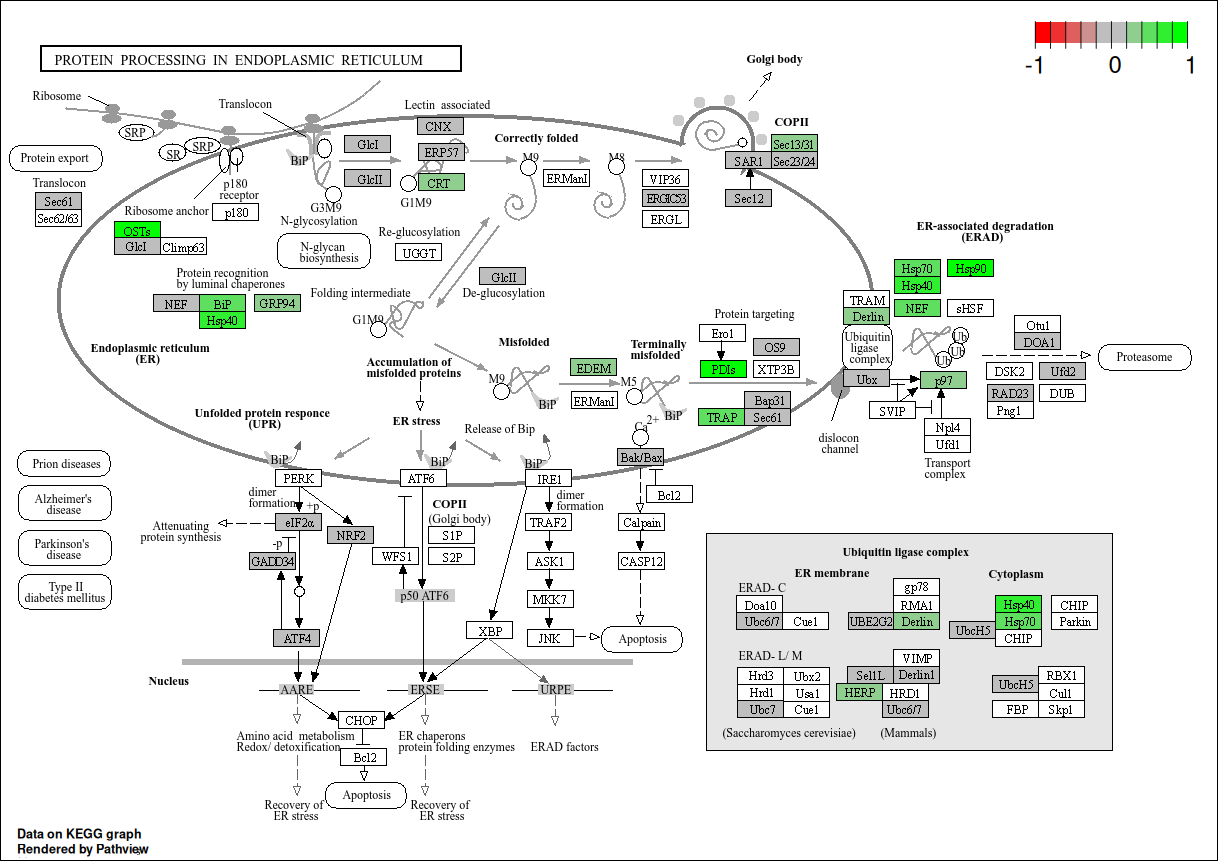 PROTEIN PROCESSING IN ENDOPLASMIC RETICULUM
-1
0
1
Golgi body
Ribosome
SRP
SR
SRP
Translocon
Lectin associated
CNX
GlcI
ERP57
GlcII
CRT
BiP
G3M9
N-glycosylation
G1M9
Correctly folded
M9
ERManI
M8
VIP36
ERGIC53
ERGL
COPII
Sec13/31
SAR1
Sec23/24
Sec12
Protein export
Translocon
Sec61
Sec62/63
p180
receptor
Ribosome anchor
p180
OSTs
GlcI
Climp63
N-glycan
biosynthesis
Re-glucosylation
UGGT
GlcII
De-glucosylation
Protein recognition
by luminal chaperones
NEF
BiP
GRP94
Hsp40
Folding intermediate
G1M9
Endoplasmic reticulum
(ER)
Accumulation of
misfolded proteins
Misfolded
M9
BiP
EDEM
ERManI
Terminally
misfolded
M5
BiP
Protein targeting
Ero1
OS9
PDIs
XTP3B
Bap31
TRAP
Sec61
ER-associated degradation
(ERAD)
Hsp70
Hsp90
Hsp40
NEF
sHSF
TRAM
Derlin
Ubiquitin
ligase
complex
Ub
Ub
Ub
Ubx
p97
SVIP
Npl4
Ufd1
Transport
complex
dislocon
channel
Otu1
DOA1
DSK2
Ufd2
RAD23
DUB
Png1
Proteasome
Unfolded protein responce
(UPR)
ER stress
Release of Bip
BiP
PERK
BiP
ATF6
BiP
IRE1
Ca
2+
Bak/Bax
Bcl2
Calpain
CASP12
Apoptosis
Prion diseases
Alzheimer's
disease
Parkinson's
disease
Type II
diabetes mellitus
dimer
formation
+p
Attenuating
protein synthesis
eIF2α
-p
GADD34
NRF2
ATF4
COPII
(Golgi body)
S1P
S2P
WFS1
p50 ATF6
dimer
formation
TRAF2
ASK1
MKK7
XBP
JNK
Nucleus
AARE
ERSE
URPE
CHOP
Amino acid metabolism
Redox/ detoxification
Bcl2
Apoptosis
ER chaperons
protein folding enzymes
ERAD factors
Recovery of
ER stress
Recovery of
ER stress
Ubiquitin ligase complex
ER membrane
Cytoplasm
ERAD- C
Doa10
Ubc6/7
Cue1
gp78
RMA1
UBE2G2
Derlin
Hsp40
UbcH5
Hsp70
CHIP
CHIP
Parkin
ERAD- L/ M
Hrd3
Ubx2
Hrd1
Usa1
Ubc7
Cue1
VIMP
Sel1L
Derlin1
HERP
HRD1
Ubc6/7
UbcH5
RBX1
Cul1
FBP
Skp1
(Saccharomyces cerevisiae)
(Mammals)
Data on KEGG graph
Rendered by Pathview